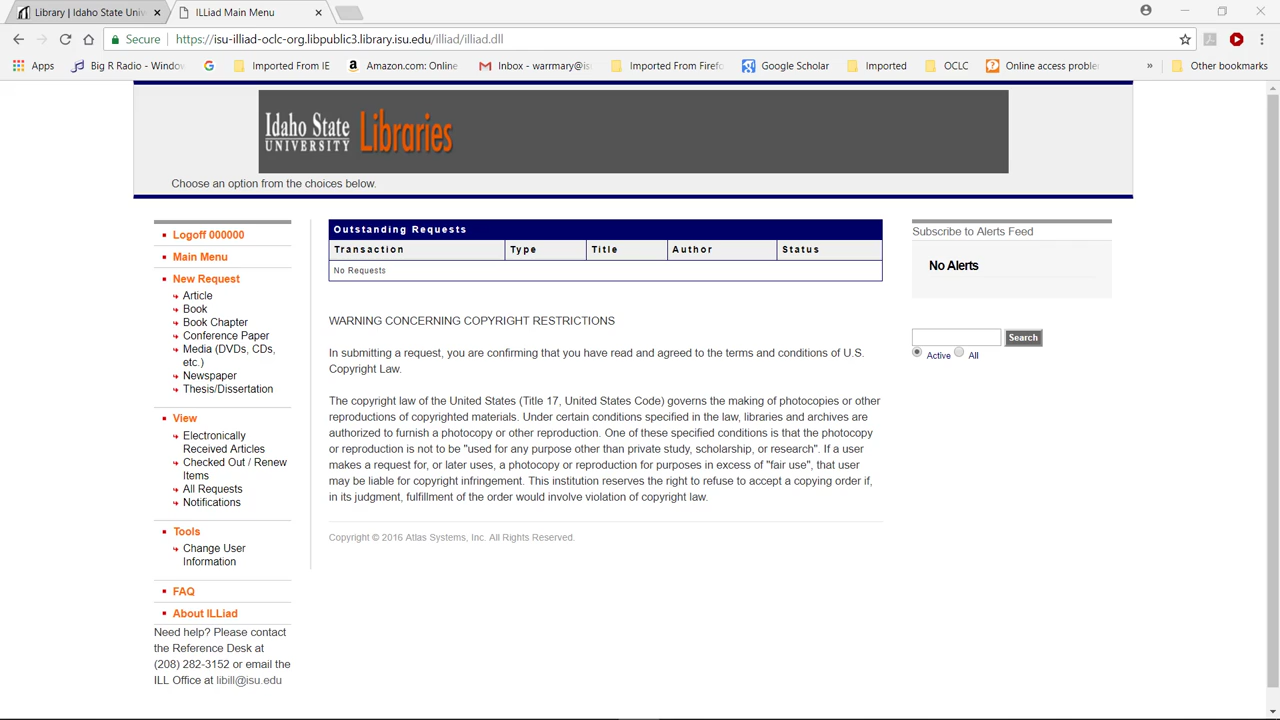 Library | Idaho State Univ
ILLiad Main Menu
Secure
https://isu-illiad-oclc-org.libpublic3.library.isu.edu/illiad/illiad.dll
Apps
Big R Radio - Window
Imported From IE
Amazon.com: Online
Inbox - warrmary@is
Imported From Firefo
Google Scholar
Imported
OCLC
Online access proble
»
Other bookmarks
Idaho State
UNIVERSITY
Libraries
Choose an option from the choices below.
Logoff 000000
Main Menu
New Request
Article
Book
Book Chapter
Conference Paper
Media (DVDs, CDs,
etc.)
Newspaper
Thesis/Dissertation
View
Electronically
Received Articles
Checked Out / Renew
Items
All Requests
Notifications
Tools
Change User
Information
FAQ
About ILLiad
Need help? Please contact
the Reference Desk at
(208) 282-3152 or email the
ILL Office at libill@isu.edu
Outstanding Requests
Transaction Type Title Author Status
No Requests
WARNING CONCERNING COPYRIGHT RESTRICTIONS
In submitting a request, you are confirming that you have read and agreed to the terms and conditions of U.S.
Copyright Law.
The copyright law of the United States (Title 17, United States Code) governs the making of photocopies or other
reproductions of copyrighted materials. Under certain conditions specified in the law, libraries and archives are
authorized to furnish a photocopy or other reproduction. One of these specified conditions is that the photocopy
or reproduction is not to be "used for any purpose other than private study, scholarship, or research". If a user
makes a request for, or later uses, a photocopy or reproduction for purposes in excess of "fair use", that user
may be liable for copyright infringement. This institution reserves the right to refuse to accept a copying order if,
in its judgment, fulfillment of the order would involve violation of copyright law.
Copyright © 2016 Atlas Systems, Inc. All Rights Reserved.
Subscribe to Alerts Feed
No Alerts
Search
Active All